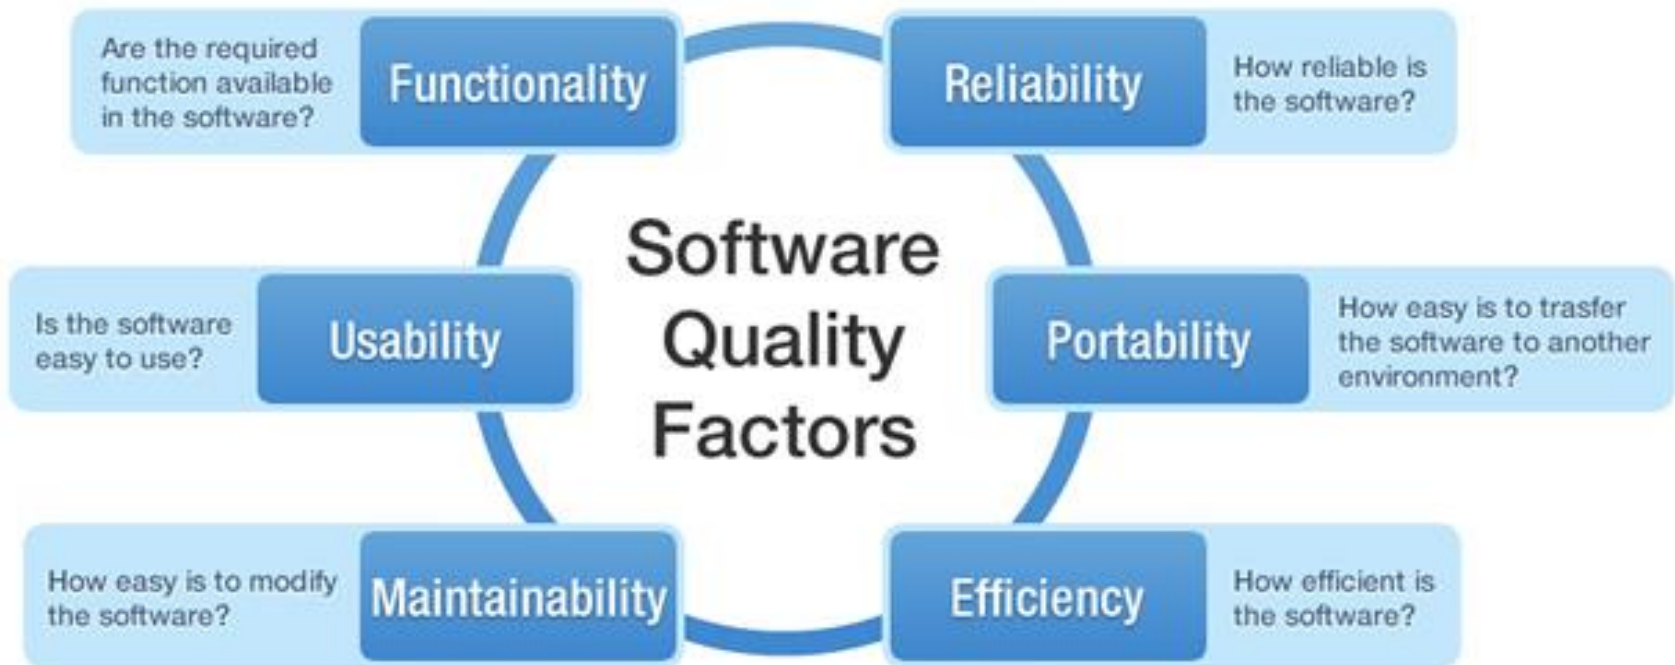 Are the required
function available
in the software?
Functionality
Reliability
How reliable is
the software?
Software
Quality
Factors
Is the software
easy to use?
Usability
Portability
How easy is to trasfer
the software to another
environment?
How easy is to modify
the software?
Maintainability
Efficiency
How efficient is
the software?